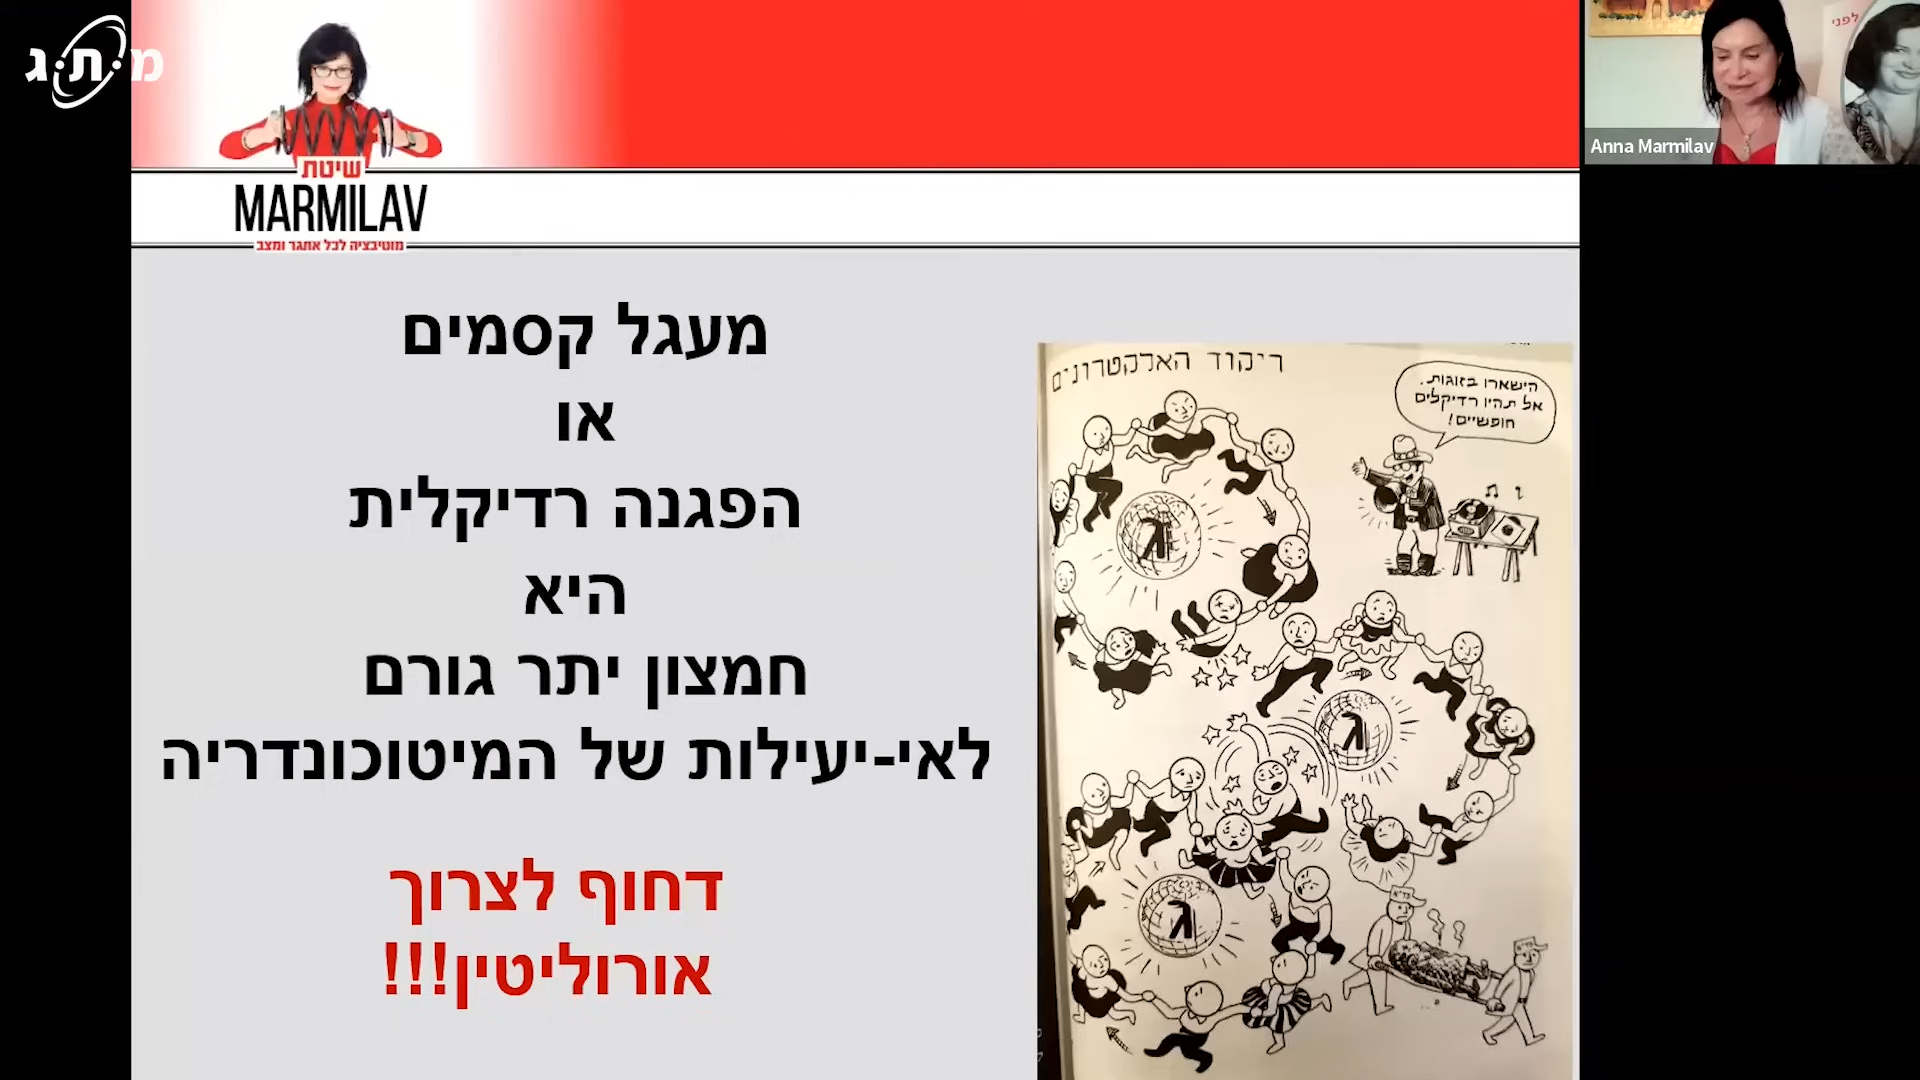 מ.ת.ג
שיטת
MARMILAV
מוטיבציה לכל אתגר ומצב
לפני
Anna Marmilav
מעגל קסמים
או
הפגנה רדיקלית
היא
חמצון יתר גורם
לאי-יעילות של המיטוכונדריה
דחוף לצרוך
אורוליטין!!!
ריקוד האלקטרונים
הישארו בזוגות.
אל תהיו רדיקלים
חופשיים!
ג
ג
ג